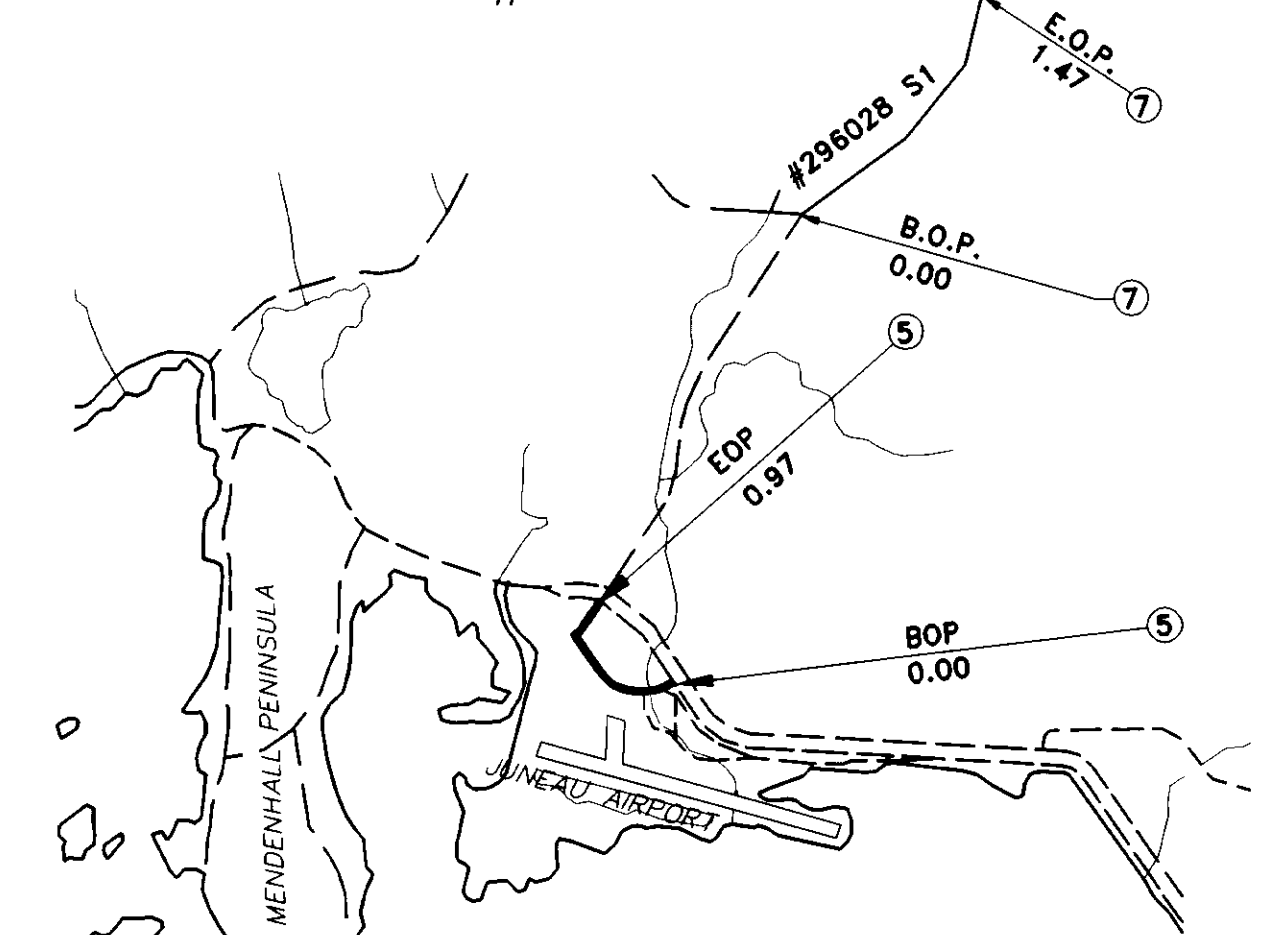 E.O.P.
1.47
7
#296028 S1
B.O.P.
0.00
7
5
EOP
0.97
BOP
0.00
5
MENDENHALL PENINSULA
JUNEAU AIRPORT